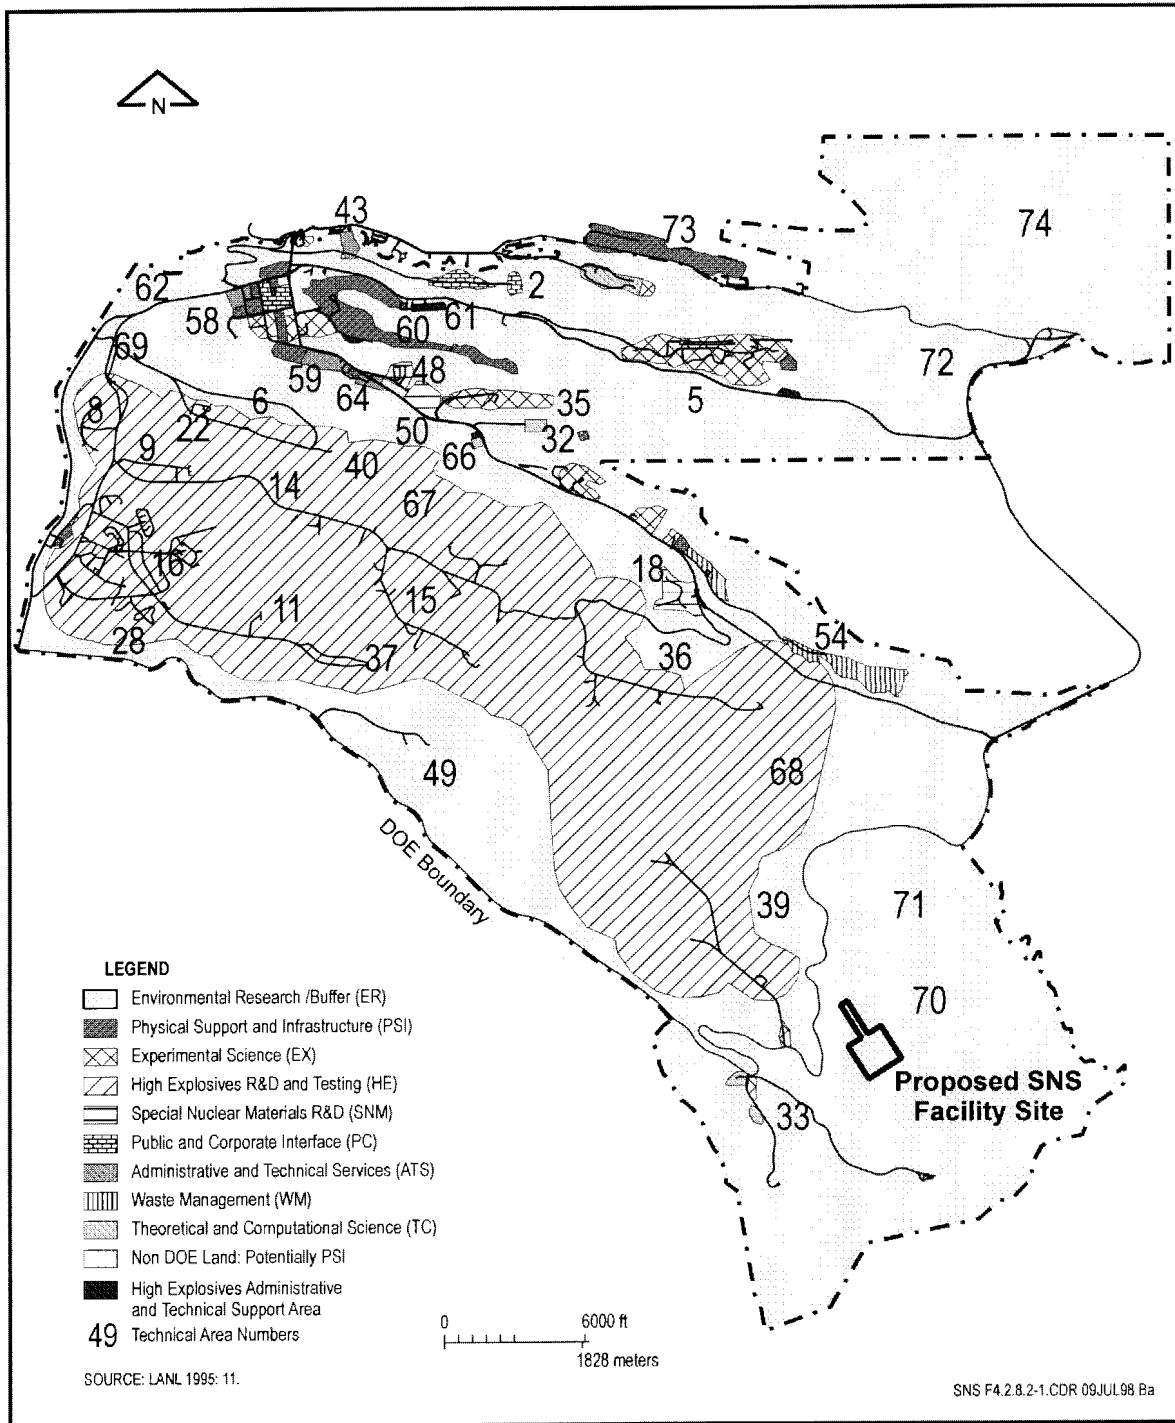 N
43
73
74
62
2
58
60
61
69
59
48
72
8
22
6
64
35
5
50
32
9
40
66
14
67
16
18
11
15
28
37
36
54
49
68
DOE Boundary
39
71
70
Proposed SNS
Facility Site
33
LEGEND
Environmental Research /Buffer (ER)
Physical Support and Infrastructure (PSI)
Experimental Science (EX)
High Explosives R&D and Testing (HE)
Special Nuclear Materials R&D (SNM)
Public and Corporate Interface (PC)
Administrative and Technical Services (ATS)
Waste Management (WM)
Theoretical and Computational Science (TC)
Non DOE Land: Potentially PSI
High Explosives Administrative
and Technical Support Area
49 Technical Area Numbers
0 6000 ft
1828 meters
SOURCE: LANL 1995: 11.
SNS F4.2.8.2-1.CDR 09JUL98 Ba